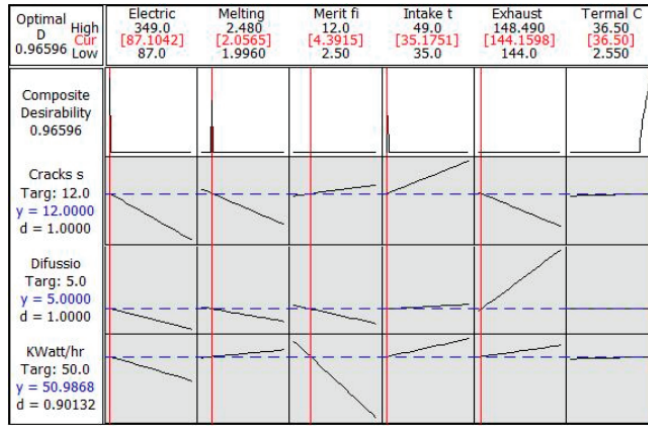 Optimal
D
0.96596
High
Cur
Low
Electric
349.0
[87.1042]
87.0
Melting
2.480
[2.0565]
1.9960
Merit fi
12.0
[4.3915]
2.50
Intake t
49.0
[35.1751]
35.0
Exhaust
148.490
[144.1598]
144.0
Termal C
36.50
[36.50]
2.550
Composite
Desirability
0.96596
Cracks s
Targ: 12.0
y = 12.0000
d = 1.0000
Difussio
Targ: 5.0
y = 5.0000
d = 1.0000
KWatt/hr
Targ: 50.0
y = 50.9868
d = 0.90132